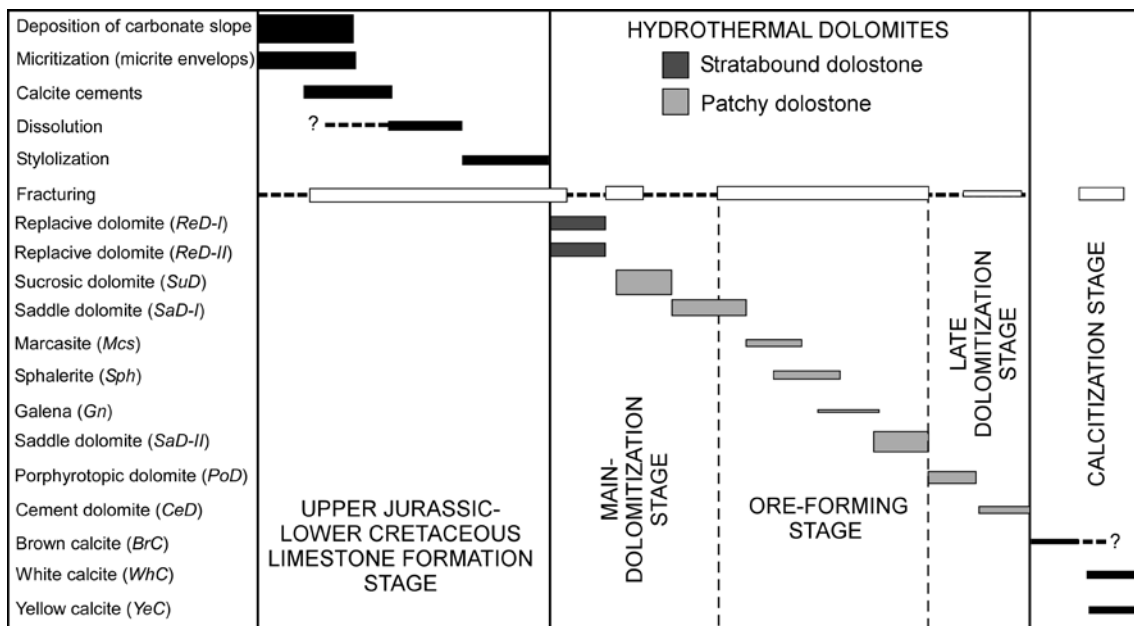 Deposition of carbonate slope
Micritization (micrite envelops)
Calcite cements
Dissolution
Stylolization
Fracturing
Replacive dolomite (ReD-I)
Replacive dolomite (ReD-II)
Sucrosic dolomite (SuD)
Saddle dolomite (SaD-I)
Marcasite (Mcs)
Sphalerite (Sph)
Galena (Gn)
Saddle dolomite (SaD-II)
Porphyrotopic dolomite (PoD)
Cement dolomite (CeD)
Brown calcite (BrC)
White calcite (WhC)
Yellow calcite (YeC)
?
UPPER JURASSIC-
LOWER CRETACEOUS
LIMESTONE FORMATION
STAGE
HYDROTHERMAL DOLOMITES
Stratabound dolostone
Patchy dolostone
MAIN-
DOLOMITIZATION
STAGE
ORE-FORMING
STAGE
LATE
DOLOMITIZATION
STAGE
CALCITIZATION STAGE
?